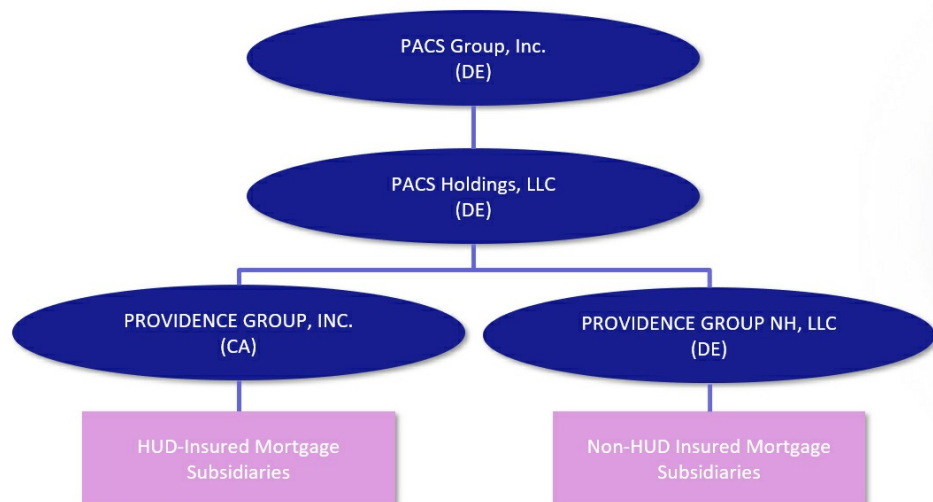 PACS Group, Inc.
(DE)
PACS Holdings, LLC
(DE)
PROVIDENCE GROUP, INC.
(CA)
PROVIDENCE GROUP NH, LLC
(DE)
HUD-Insured Mortgage
Subsidiaries
Non-HUD Insured Mortgage
Subsidiaries